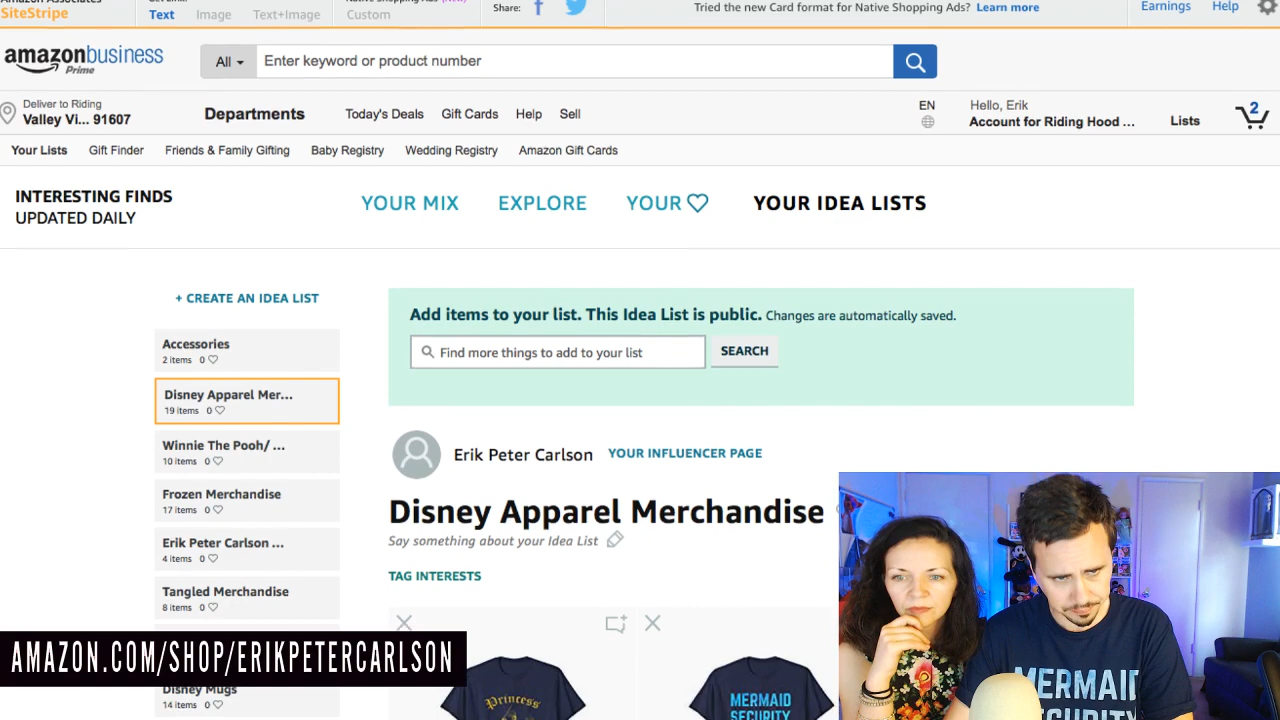 Amazon Associates
SiteStripe
Get Link:
Text
Image
Text+Image
Native Shopping Ads (New)
Custom
Share:
Tried the new Card format for Native Shopping Ads? Learn more
Earnings
Help
amazonbusiness
Prime
All
Enter keyword or product number
Deliver to Riding
Valley Vi... 91607
Departments
Today's Deals
Gift Cards
Help
Sell
EN
Hello, Erik
Account for Riding Hood ...
Lists
2
Your Lists
Gift Finder
Friends & Family Gifting
Baby Registry
Wedding Registry
Amazon Gift Cards
INTERESTING FINDS
UPDATED DAILY
YOUR MIX
EXPLORE
YOUR
YOUR IDEA LISTS
+ CREATE AN IDEA LIST
Accessories
2 items 0
Disney Apparel Mer...
19 items 0
Winnie The Pooh/ ...
10 items 0
Frozen Merchandise
17 items 0
Erik Peter Carlson ...
4 items 0
Tangled Merchandise
8 items 0
Disney Mugs
14 items 0
Add items to your list. This Idea List is public. Changes are automatically saved.
Find more things to add to your list
SEARCH
Erik Peter Carlson
YOUR INFLUENCER PAGE
Disney Apparel Merchandise
Say something about your Idea List
TAG INTERESTS
Princess
MERMAID
SECURITY
MERMAID
SECURITY
AMAZON.COM/SHOP/ERIKPETERCARLSON